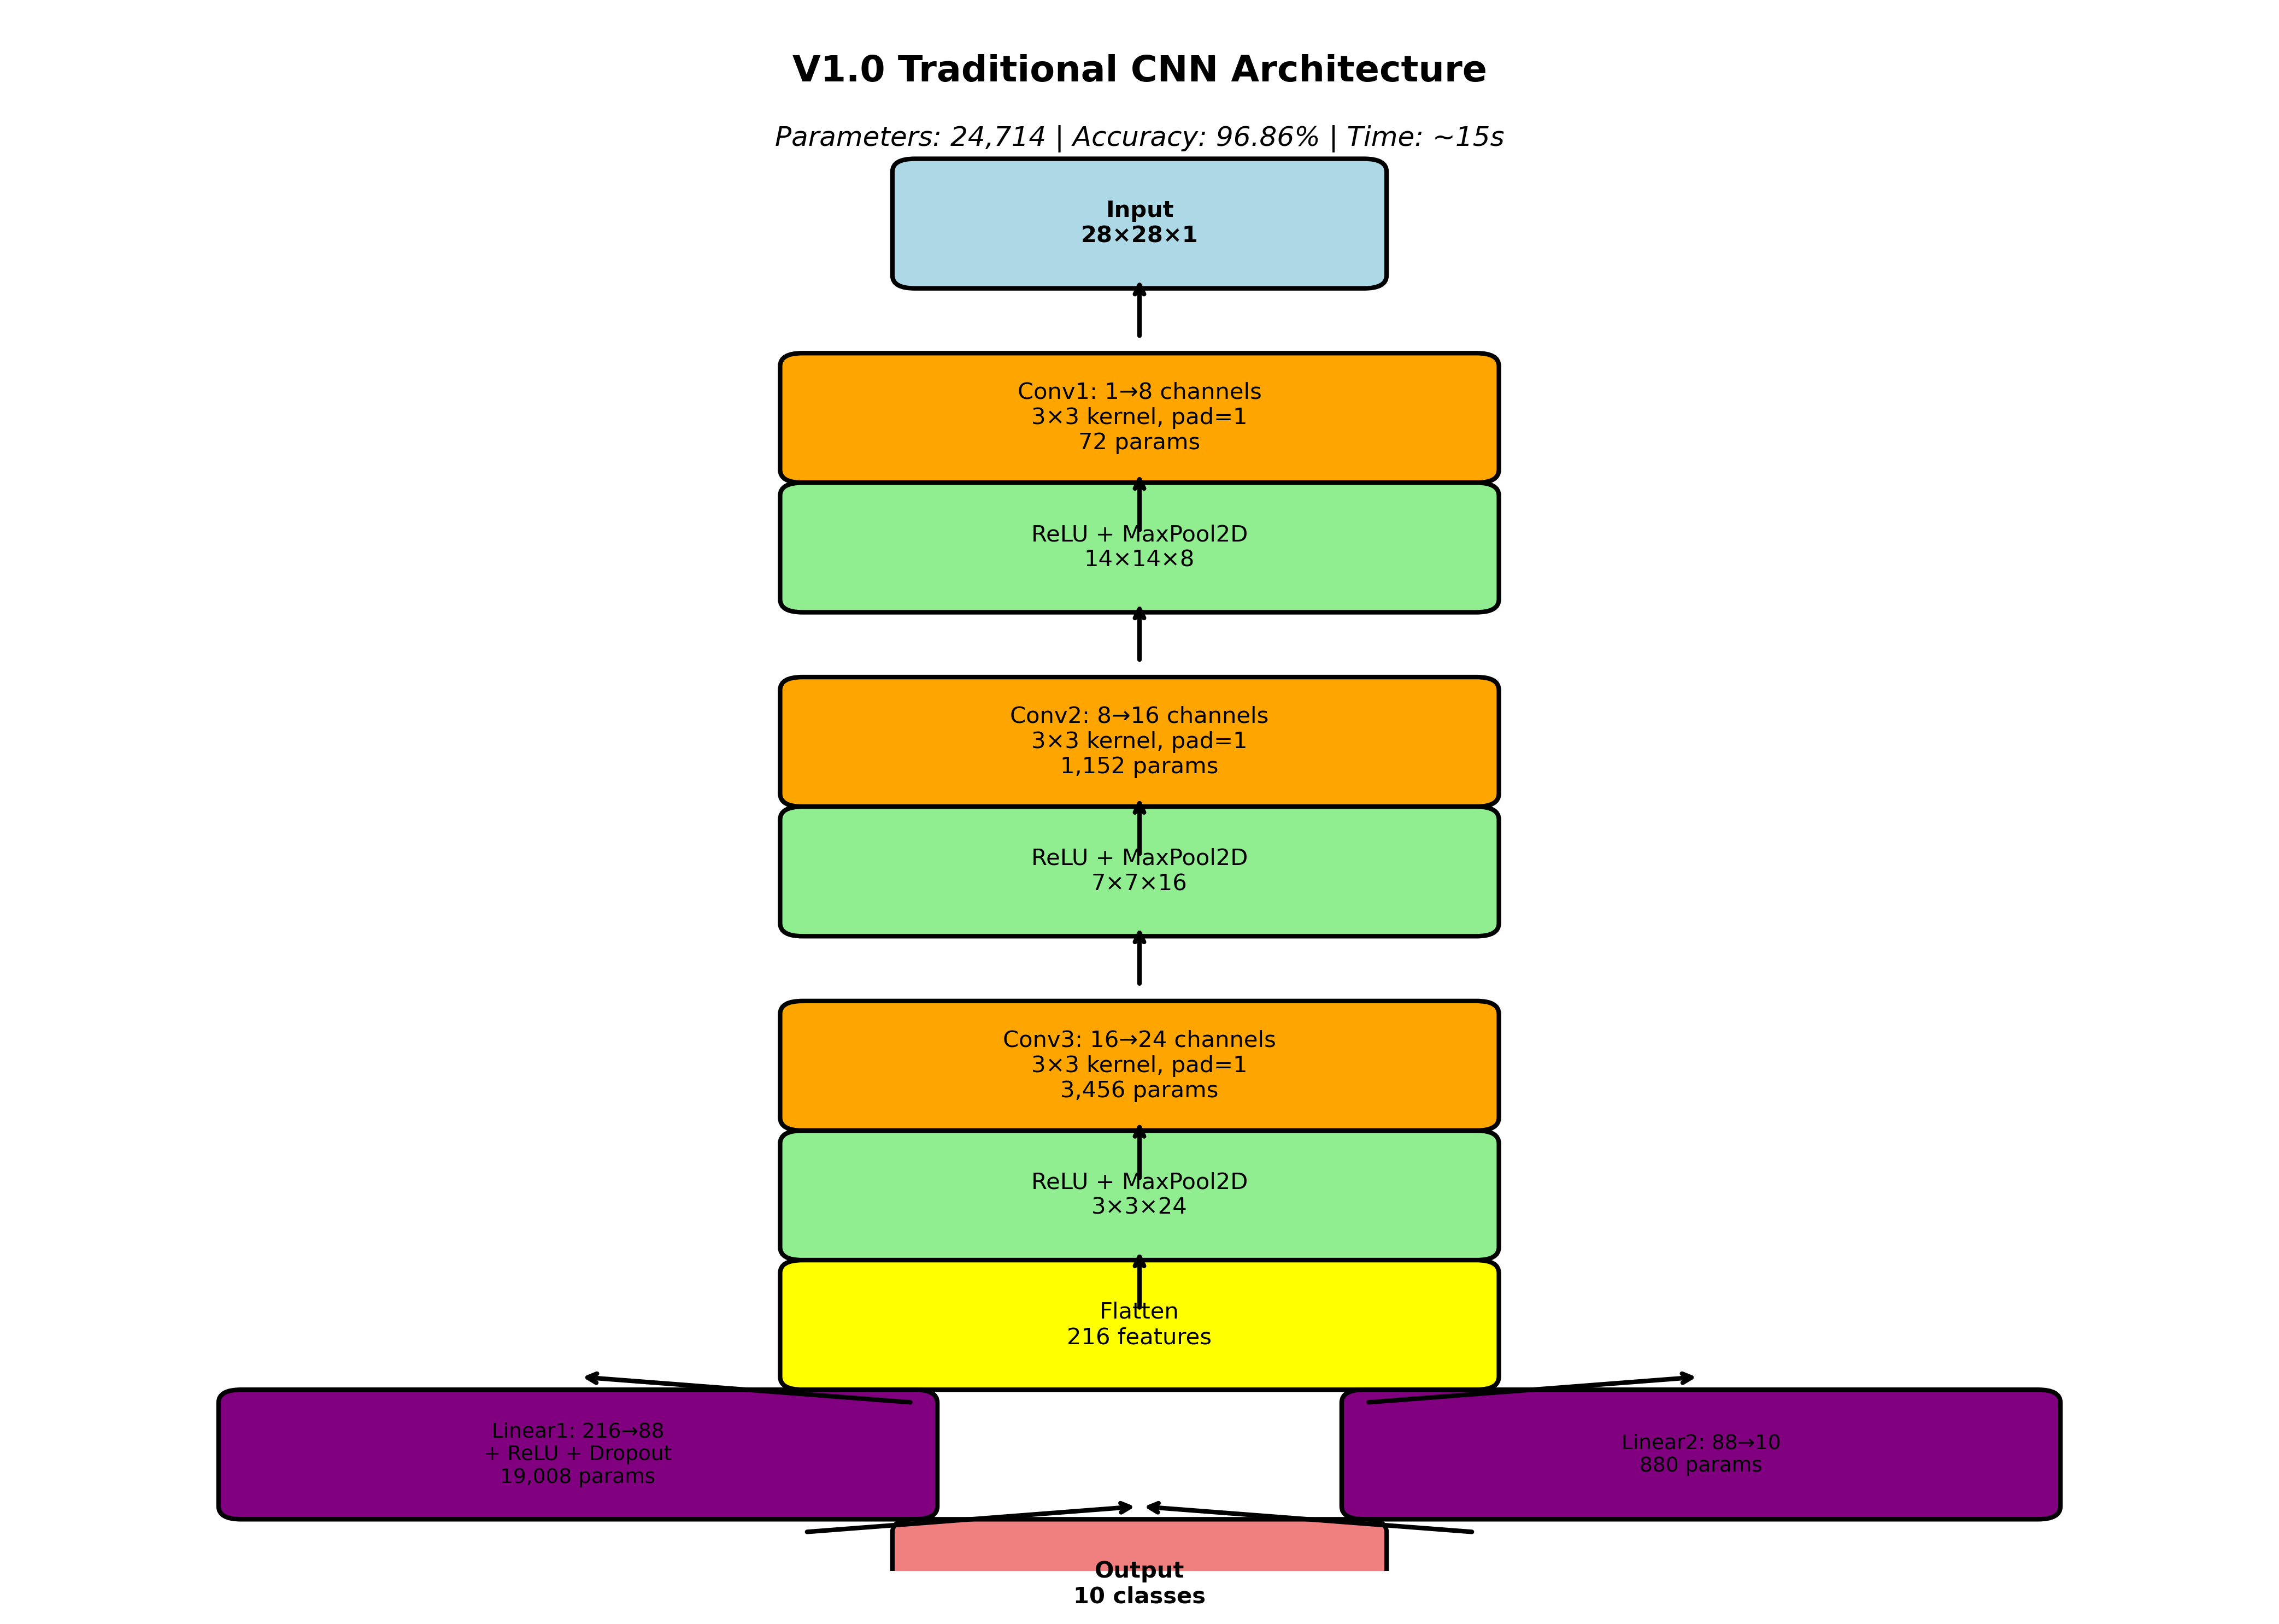 V1.0 Traditional CNN Architecture
Parameters: 24,714 | Accuracy: 96.86% | Time: ~15s
Input
28×28×1
Conv1: 1→8 channels
3×3 kernel, pad=1
72 params
ReLU + MaxPool2D
14×14×8
Conv2: 8→16 channels
3×3 kernel, pad=1
1,152 params
ReLU + MaxPool2D
7×7×16
Conv3: 16→24 channels
3×3 kernel, pad=1
3,456 params
ReLU + MaxPool2D
3×3×24
Flatten
216 features
Linear1: 216→88
+ ReLU + Dropout
19,008 params
Linear2: 88→10
880 params
Output
10 classes